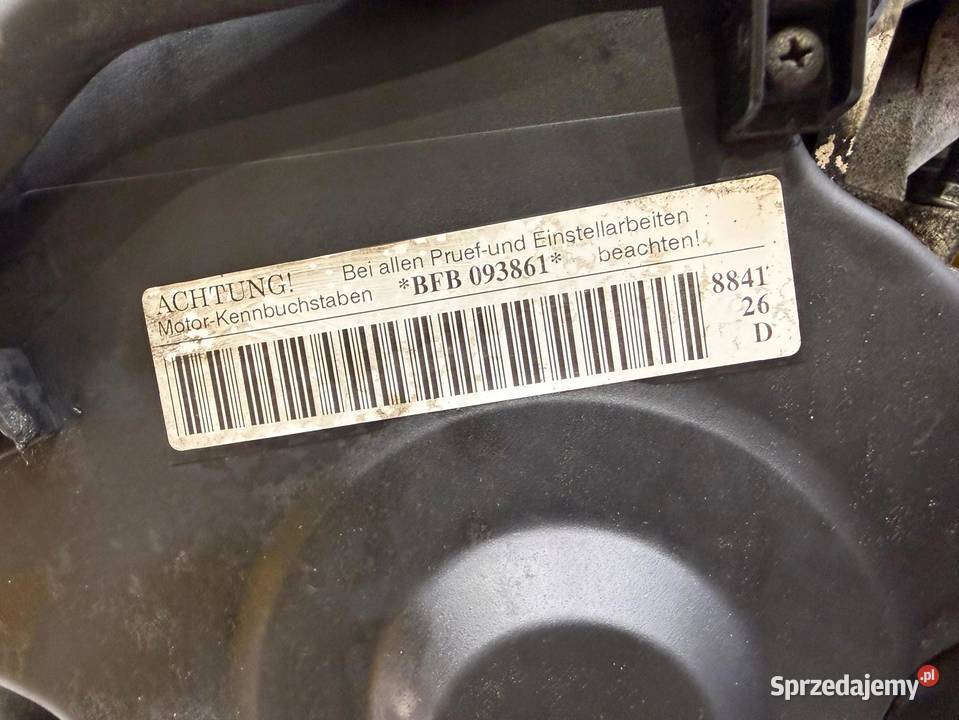 ACHTUNG! Bei allen Pruef-und Einstellarbeiten
Motor-Kennbuchstaben *BFB 093861* beachten!
8841
26
D
Sprzedajemy.pl